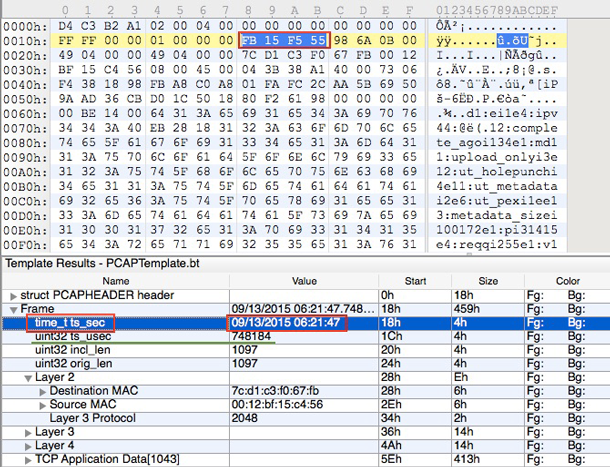 0 1 2 3 4 5 6 7 8 9 A B C D E F 0123456789ABCDEF
0000h: D4 C3 B2 A1 02 00 04 00 00 00 00 00 00 00 00 00 ÔÃ²¡............
0010h: FF FF 00 00 01 00 00 00 FB 15 F5 55 98 6A 0B 00 ÿÿ......û.õU˜j..
0020h: 49 04 00 00 49 04 00 00 7C D1 C3 F0 67 FB 00 12 I...I...|ÑÃðgû..
0030h: BF 15 C4 56 08 00 45 00
0040h: F4 38 18 98 FB A8 C0 A8 01 FA FC 2C AA 5B 69 50
0050h: 9A AD 36 CB D0 1C 50 18 80 F2 61 98 00 00 00 00
0060h: 00 BE 14 00 64 31 3A 65 69 31 65 34 3A 69 70 76 .¾..d1:ei1e4:ipv
0070h: 34 34 3A 40 EB 28 18 31 32 3A 63 6F 6D 70 6C 65 44:@ë(.12:comple
0080h: 74 65 5F 61 67 6F 69 31 33 34 65 31 3A 6D 64 31 te_agoi134e1:md1
0090h: 31 3A 75 70 6C 6F 61 64 5F 6F 6E 6C 79 69 33 65 1:upload_onlyi3e
00A0h: 31 32 3A 75 74 5F 68 6F 6C 65 70 75 6E 63 68 69 12:ut_holepunchi
00B0h: 34 65 31 31 3A 75 74 5F 6D 65 74 61 64 61 74 61 4e11:ut_metadata
00C0h: 69 32 65 36 3A 75 74 5F 70 65 78 69 31 65 65 31 i2e6:ut_pexi1ee1
00D0h: 33 3A 6D 65 74 61 64 61 74 61 5F 73 69 7A 65 69 3:metadata_sizei
00E0h: 31 30 30 31 37 32 65 31 3A 70 69 33 31 34 31 35 100172e1:pi31415
00F0h: 65 34 3A 72 65 71 71 69 32 35 35 65 31 3A 76 31 e4:reqqi255e1:v1
Template Results - PCAPTemplate.bt
Name Value Start Size Color
struct PCAPHEADER header 0h 18h Fg: Bg:
Frame 09/13/2015 06:21:47.748... 18h 459h Fg: Bg:
time_t ts_sec 09/13/2015 06:21:47 18h 4h Fg: Bg:
uint32 ts_usec 748184 1Ch 4h Fg: Bg:
uint32 incl_len 1097 20h 4h Fg: Bg:
uint32 orig_len 1097 24h 4h Fg: Bg:
Layer 2 28h Eh Fg: Bg:
Destination MAC 7c:d1:c3:f0:67:fb 28h 6h Fg: Bg:
Source MAC 00:12:bf:15:c4:56 2Eh 6h Fg: Bg:
Layer 3 Protocol 2048 34h 2h Fg: Bg:
Layer 3 36h 14h Fg: Bg:
Layer 4 4Ah 14h Fg: Bg:
TCP Application Data[1043] 5Eh 413h Fg: Bg: